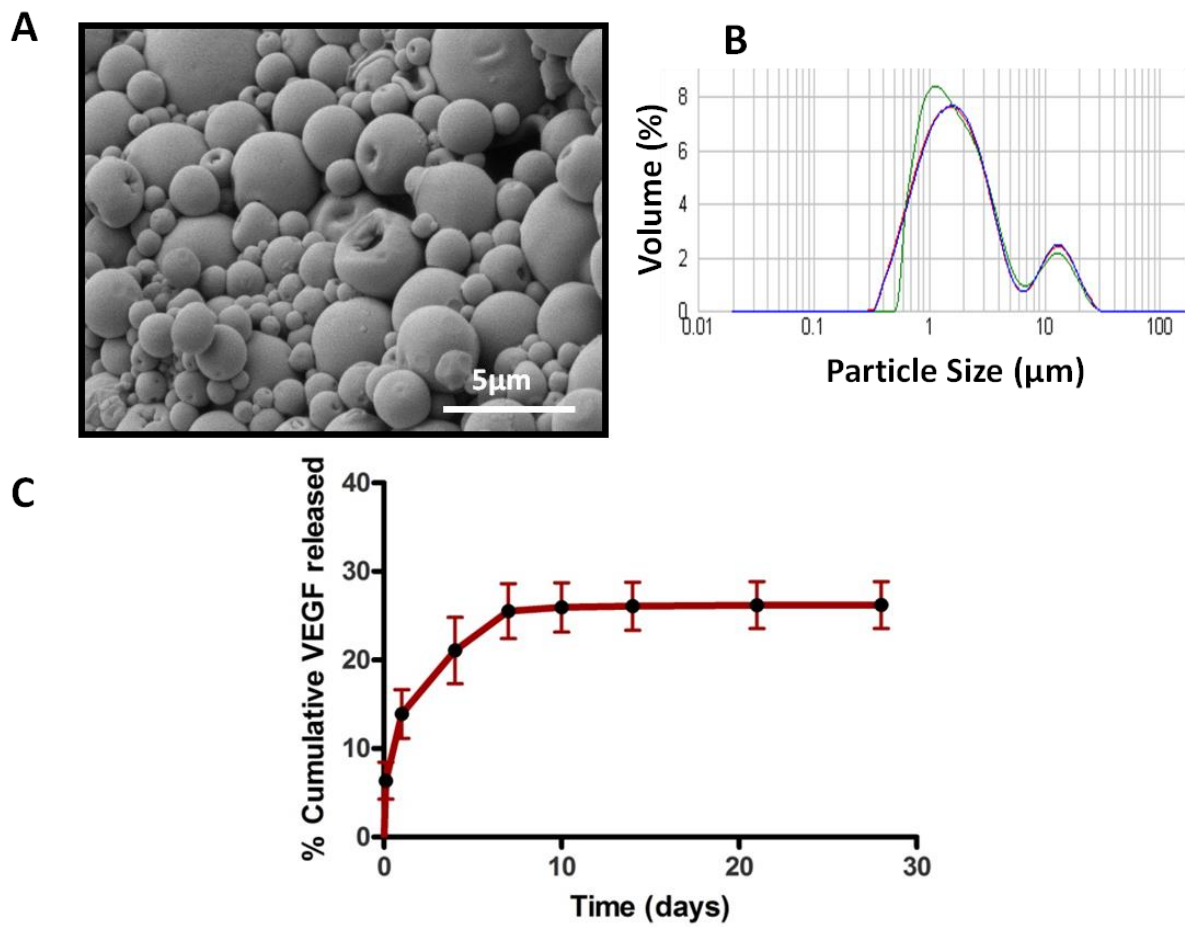 A
5µm
B
Volume (%)
8
6
4
2
0
0.01 0.1 1 10 100
Particle Size (µm)
C
% Cumulative VEGF released
40
30
20
10
0
0 10 20 30
Time (days)